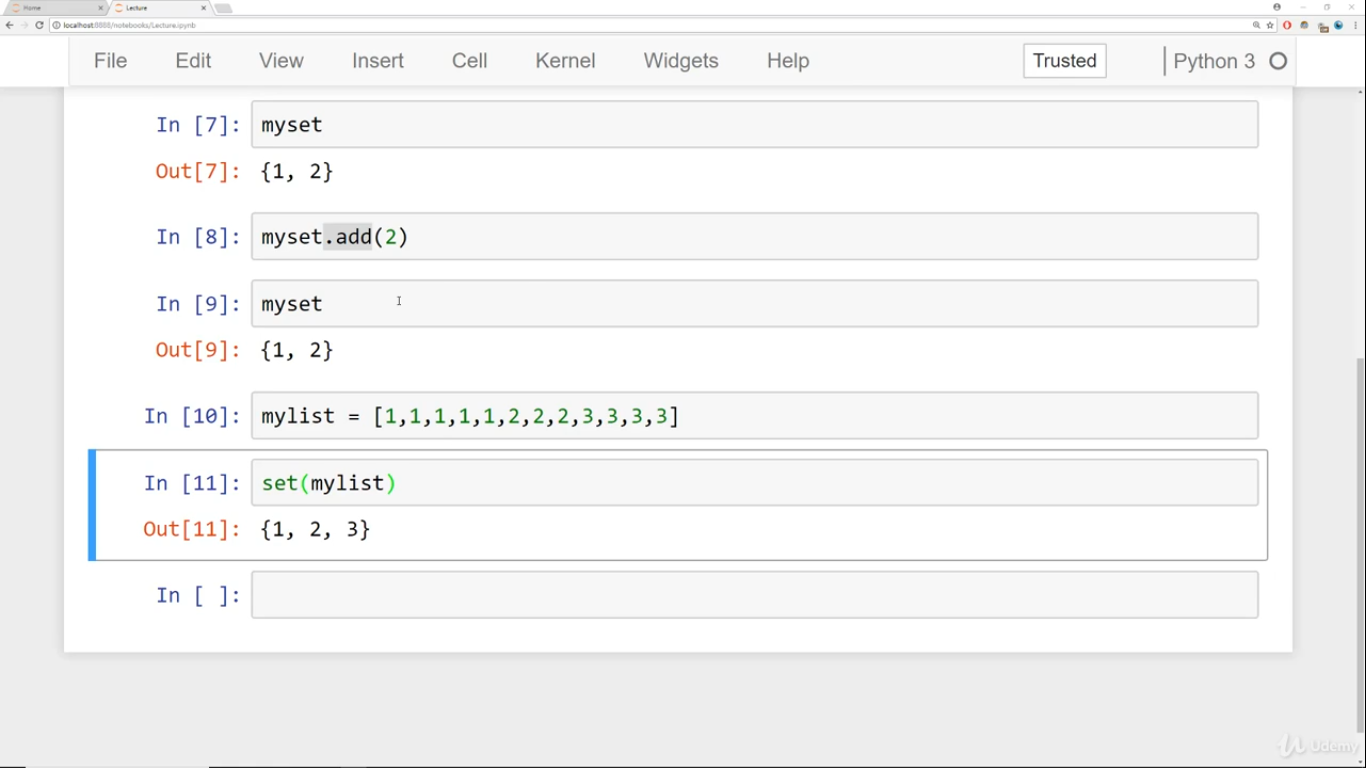 Home
Lecture
localhost:8888/notebooks/Lecture.ipynb
File Edit View Insert Cell Kernel Widgets Help Trusted Python 3
In [7]: myset
Out[7]: {1, 2}
In [8]: myset.add(2)
In [9]: myset
Out[9]: {1, 2}
In [10]: mylist = [1,1,1,1,1,2,2,2,3,3,3,3]
In [11]: set(mylist)
Out[11]: {1, 2, 3}
In [ ]:
Udemy